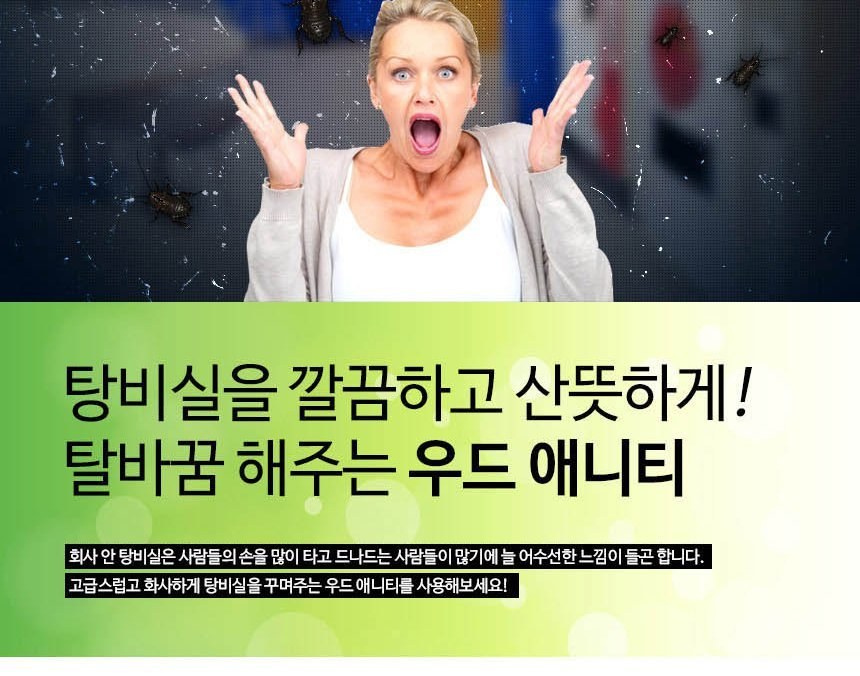 탕비실을 깔끔하고 산뜻하게!
탈바꿈 해주는 우드 애니티
회사 안 탕비실은 사람들의 손을 많이 타고 드나드는 사람들이 많기에 늘 어수선한 느낌이 들곤 합니다.
고급스럽고 화사하게 탕비실을 꾸며주는 우드 애니티를 사용해보세요!